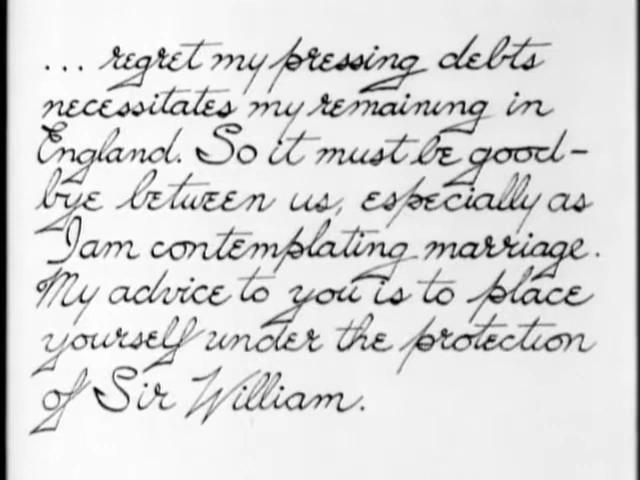 ... regret my pressing debts
necessitates my remaining in
England. So it must be good-
bye between us, especially as
I am contemplating marriage.
My advice to you is to place
yourself under the protection
of Sir William.